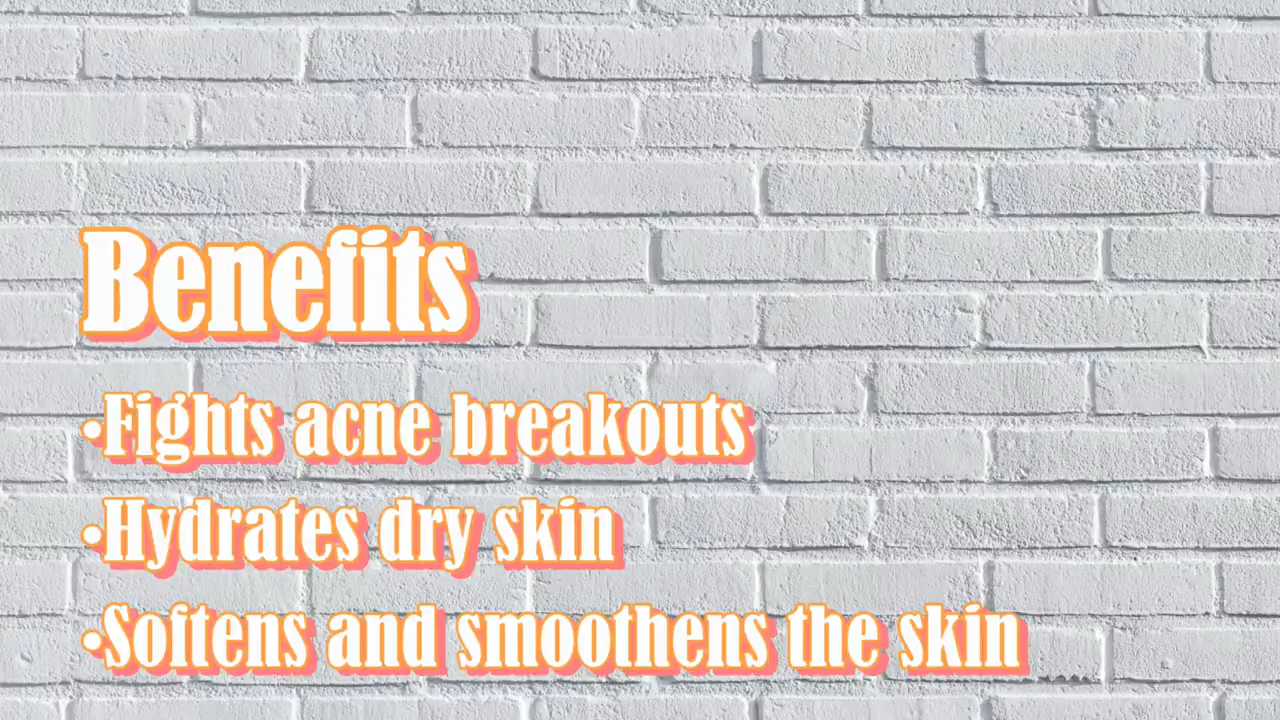 Benefits
•Fights acne breakouts
•Hydrates dry skin
•Softens and smoothens the skin